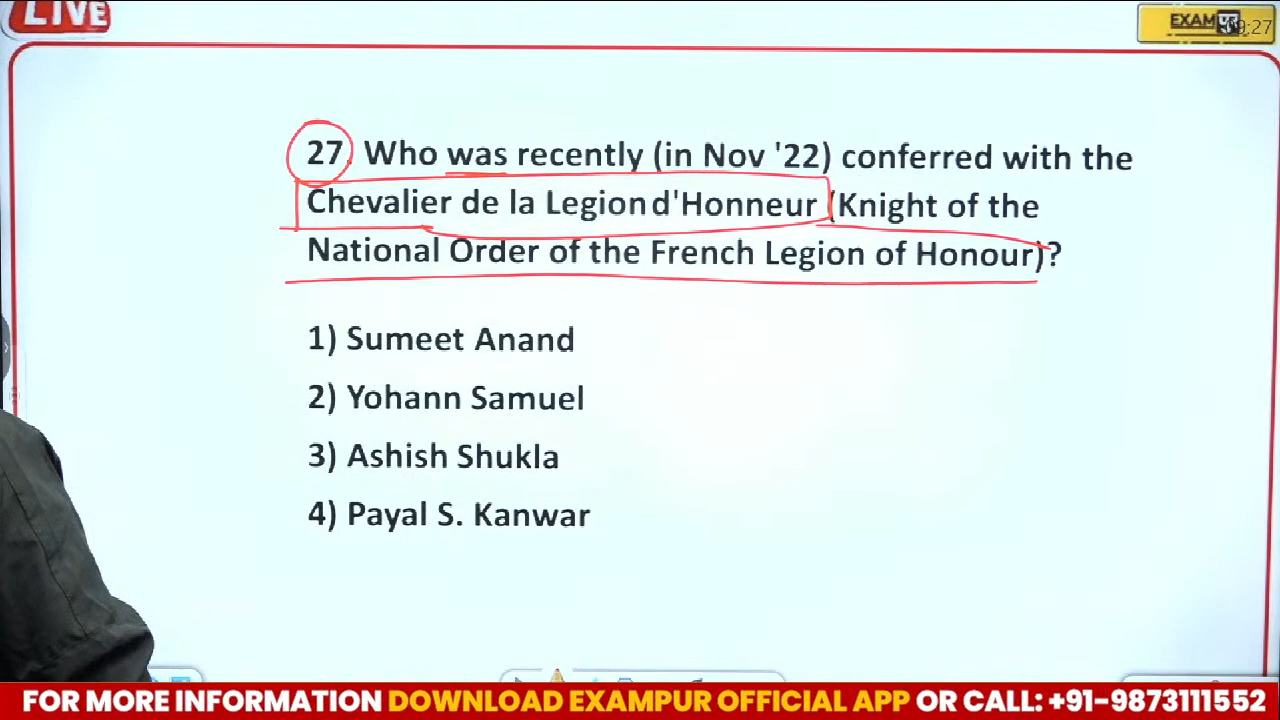 LIVE
EXAM
09:27
27. Who was recently (in Nov '22) conferred with the
Chevalier de la Legion d'Honneur (Knight of the
National Order of the French Legion of Honour)?
1) Sumeet Anand
2) Yohann Samuel
3) Ashish Shukla
4) Payal S. Kanwar
FOR MORE INFORMATION DOWNLOAD EXAMPUR OFFICIAL APP OR CALL: +91-9873111552